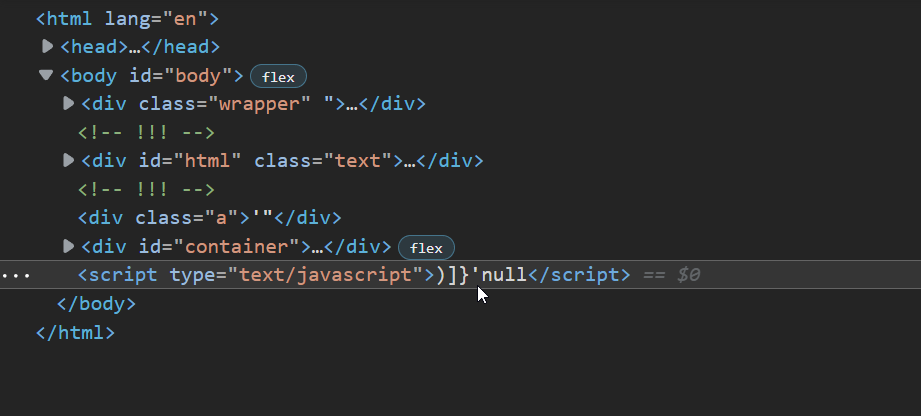 <html lang="en">
▶<head>…</head>
▼<body id="body"> flex
▶<div class="wrapper" ">…</div>
<!-- !!! -->
▶<div id="html" class="text">…</div>
<!-- !!! -->
<div class="a">'"</div>
▶<div id="container">…</div> flex
···<script type="text/javascript">)]}'null</script> == $0
</body>
</html>